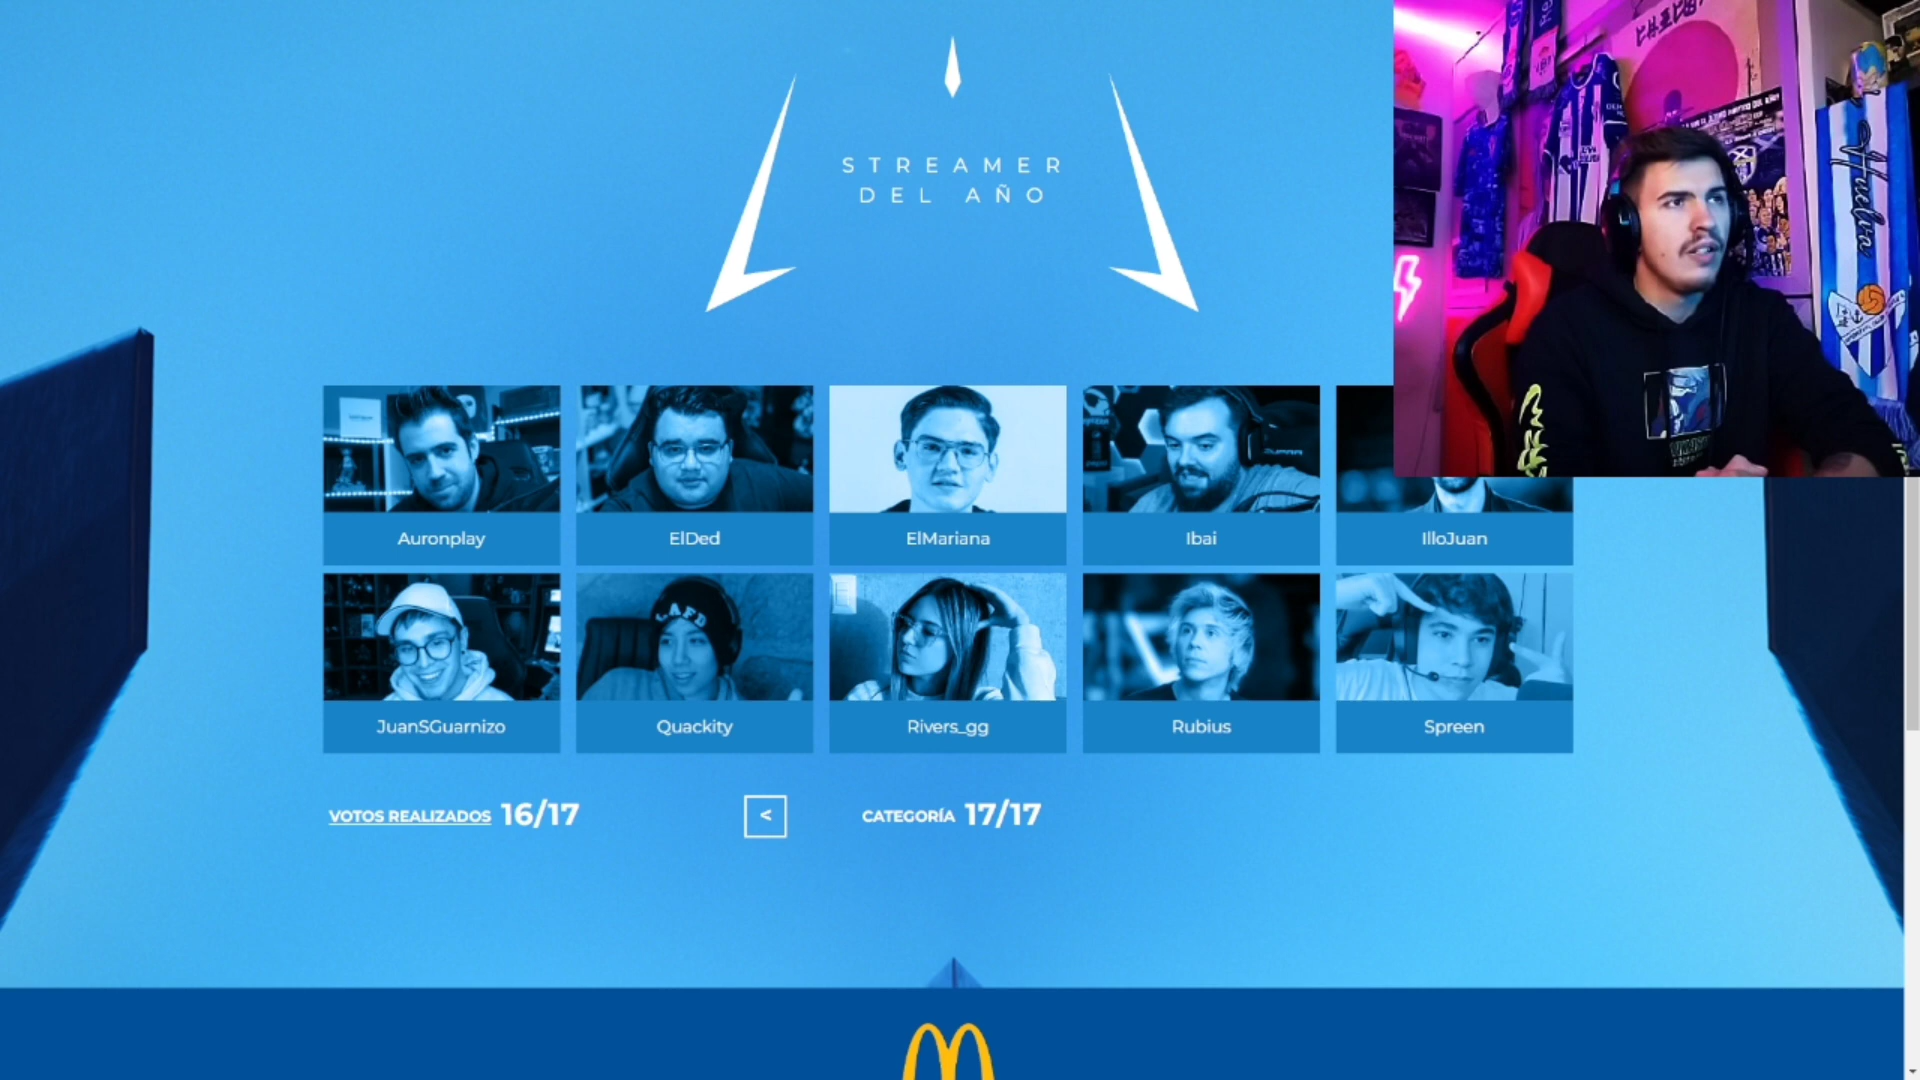 STREAMER
DEL AÑO
Huelva
Auronplay
ElDed
ElMariana
Ibai
IlloJuan
JuanSGuarnizo
Quackity
Rivers_gg
Rubius
Spreen
VOTOS REALIZADOS 16/17
<
CATEGORÍA 17/17